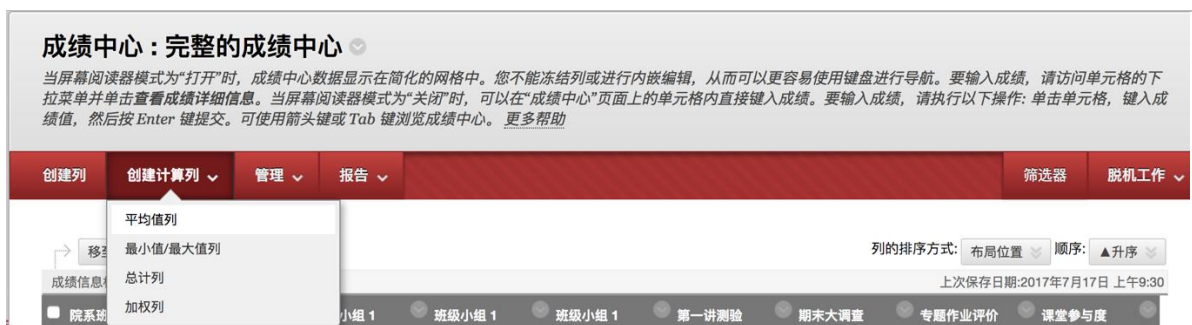 成绩中心 : 完整的成绩中心
当屏幕阅读器模式为“打开”时，成绩中心数据显示在简化的网格中。您不能冻结列或进行内嵌编辑，从而可以更容易使用键盘进行导航。要输入成绩，请访问单元格的下
拉菜单并单击查看成绩详细信息。当屏幕阅读器模式为“关闭”时，可以在“成绩中心”页面上的单元格内直接键入成绩。要输入成绩，请执行以下操作: 单击单元格，键入成
绩值，然后按 Enter 键提交。可使用箭头键或 Tab 键浏览成绩中心。 更多帮助
创建列 创建计算列 管理 报告 筛选器 脱机工作
平均值列
移至 最小值/最大值列 列的排序方式: 布局位置 顺序: ▲升序
成绩信息 总计列 上次保存日期:2017年7月17日 上午9:30
加权列
院系班 小组 1 班级小组 1 班级小组 1 第一讲测验 期末大调查 专题作业评价 课堂参与度